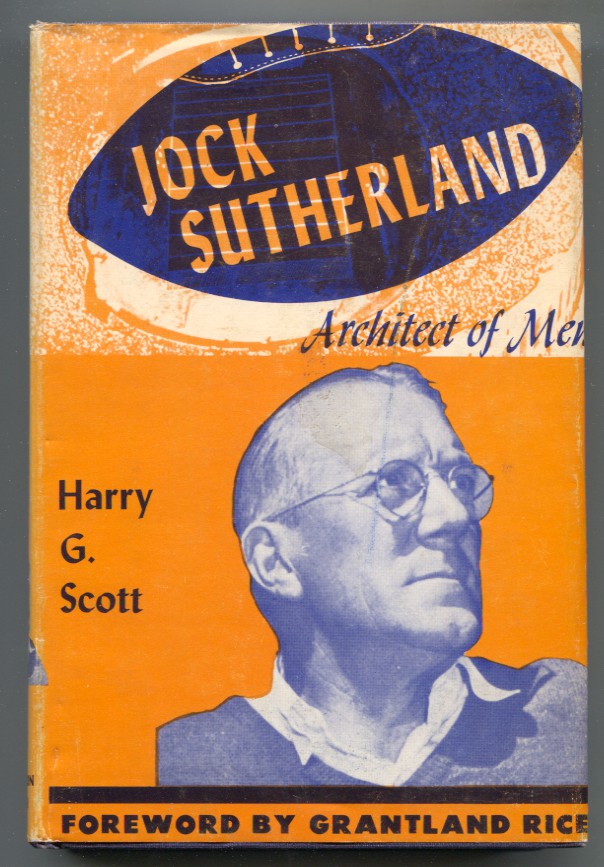 JOCK
SUTHERLAND
Architect of Men
Harry
G.
Scott
FOREWORD BY GRANTLAND RICE